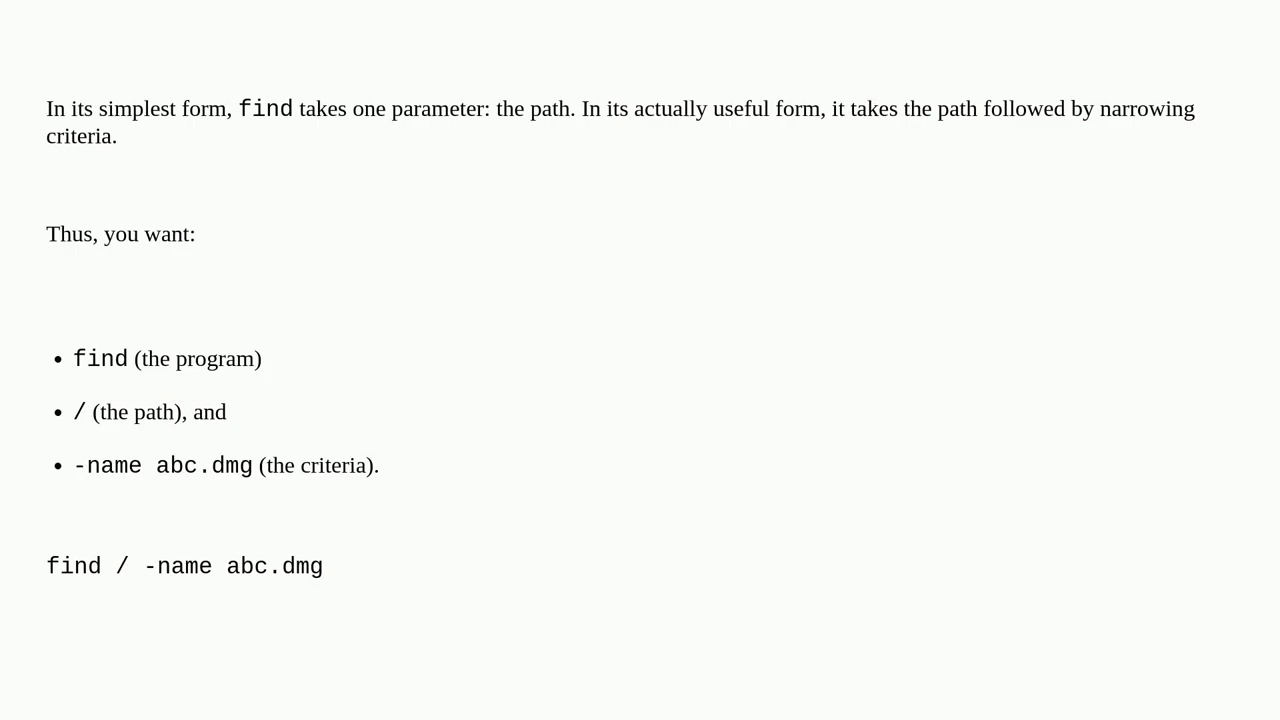 In its simplest form, find takes one parameter: the path. In its actually useful form, it takes the path followed by narrowing
criteria.
Thus, you want:
• find (the program)
• / (the path), and
• -name abc.dmg (the criteria).
find / -name abc.dmg